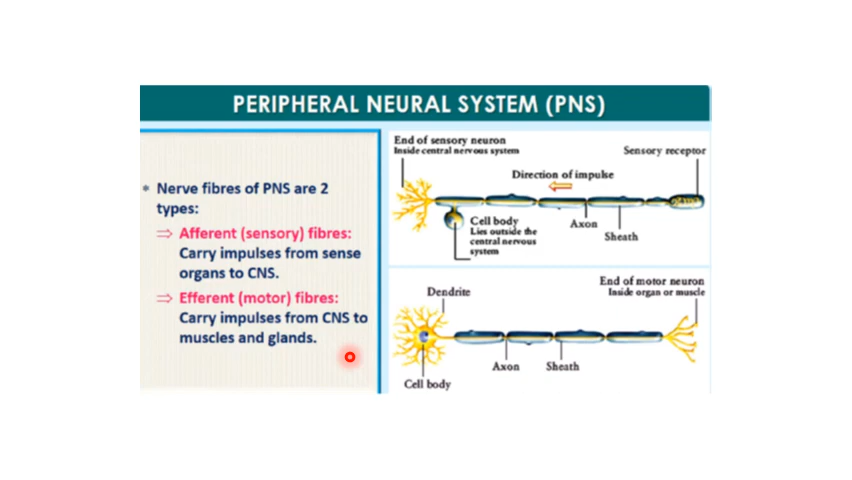 PERIPHERAL NEURAL SYSTEM (PNS)
• Nerve fibres of PNS are 2
types:
⇒ Afferent (sensory) fibres:
Carry impulses from sense
organs to CNS.
⇒ Efferent (motor) fibres:
Carry impulses from CNS to
muscles and glands.
End of sensory neuron
Inside central nervous system
Sensory receptor
Direction of impulse
Cell body
Lies outside the
central nervous
system
Axon
Sheath
Dendrite
End of motor neuron
Inside organ or muscle
Axon
Sheath
Cell body